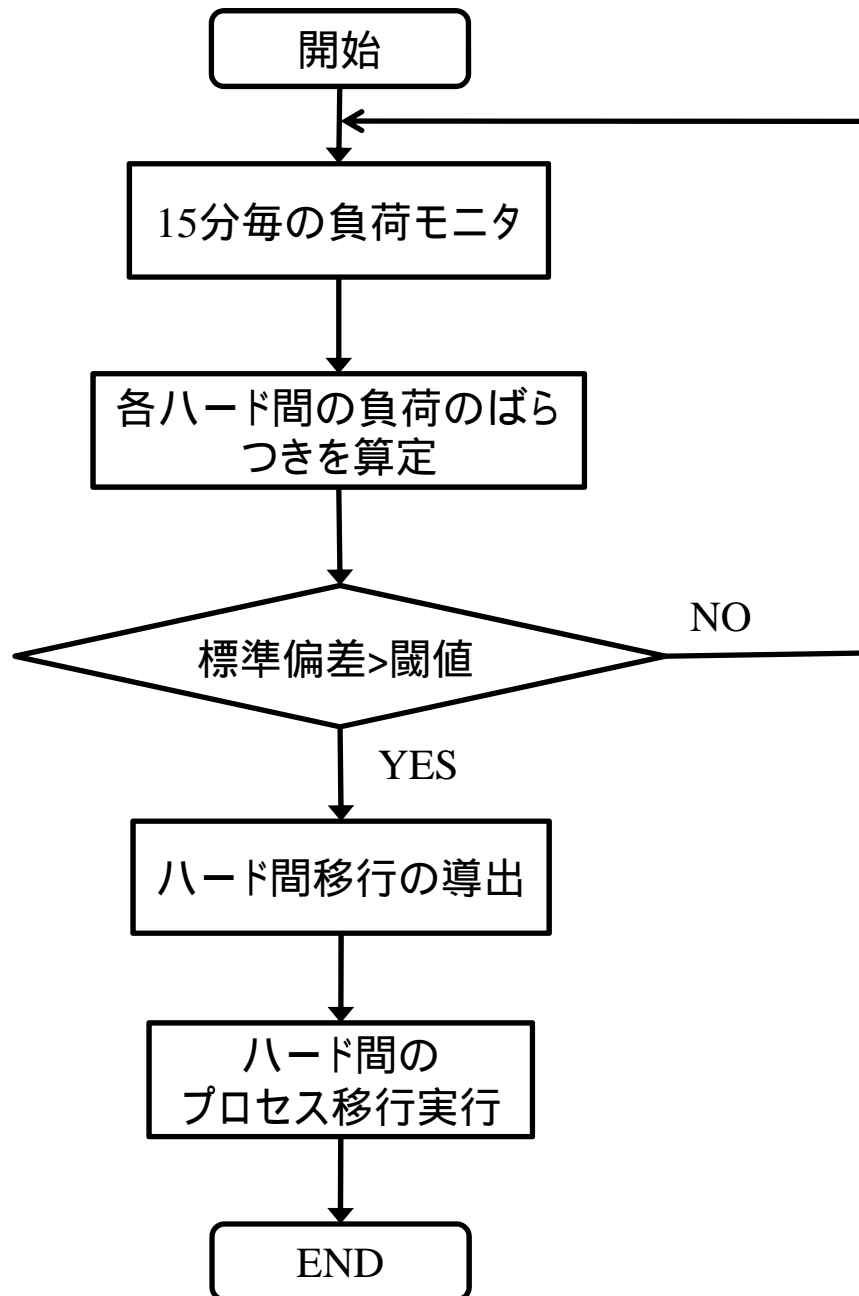 開始
15分毎の負荷モニタ
各ハード間の負荷のばら
つきを算定
標準偏差>閾値
NO
YES
ハード間移行の導出
ハード間の
プロセス移行実行
END